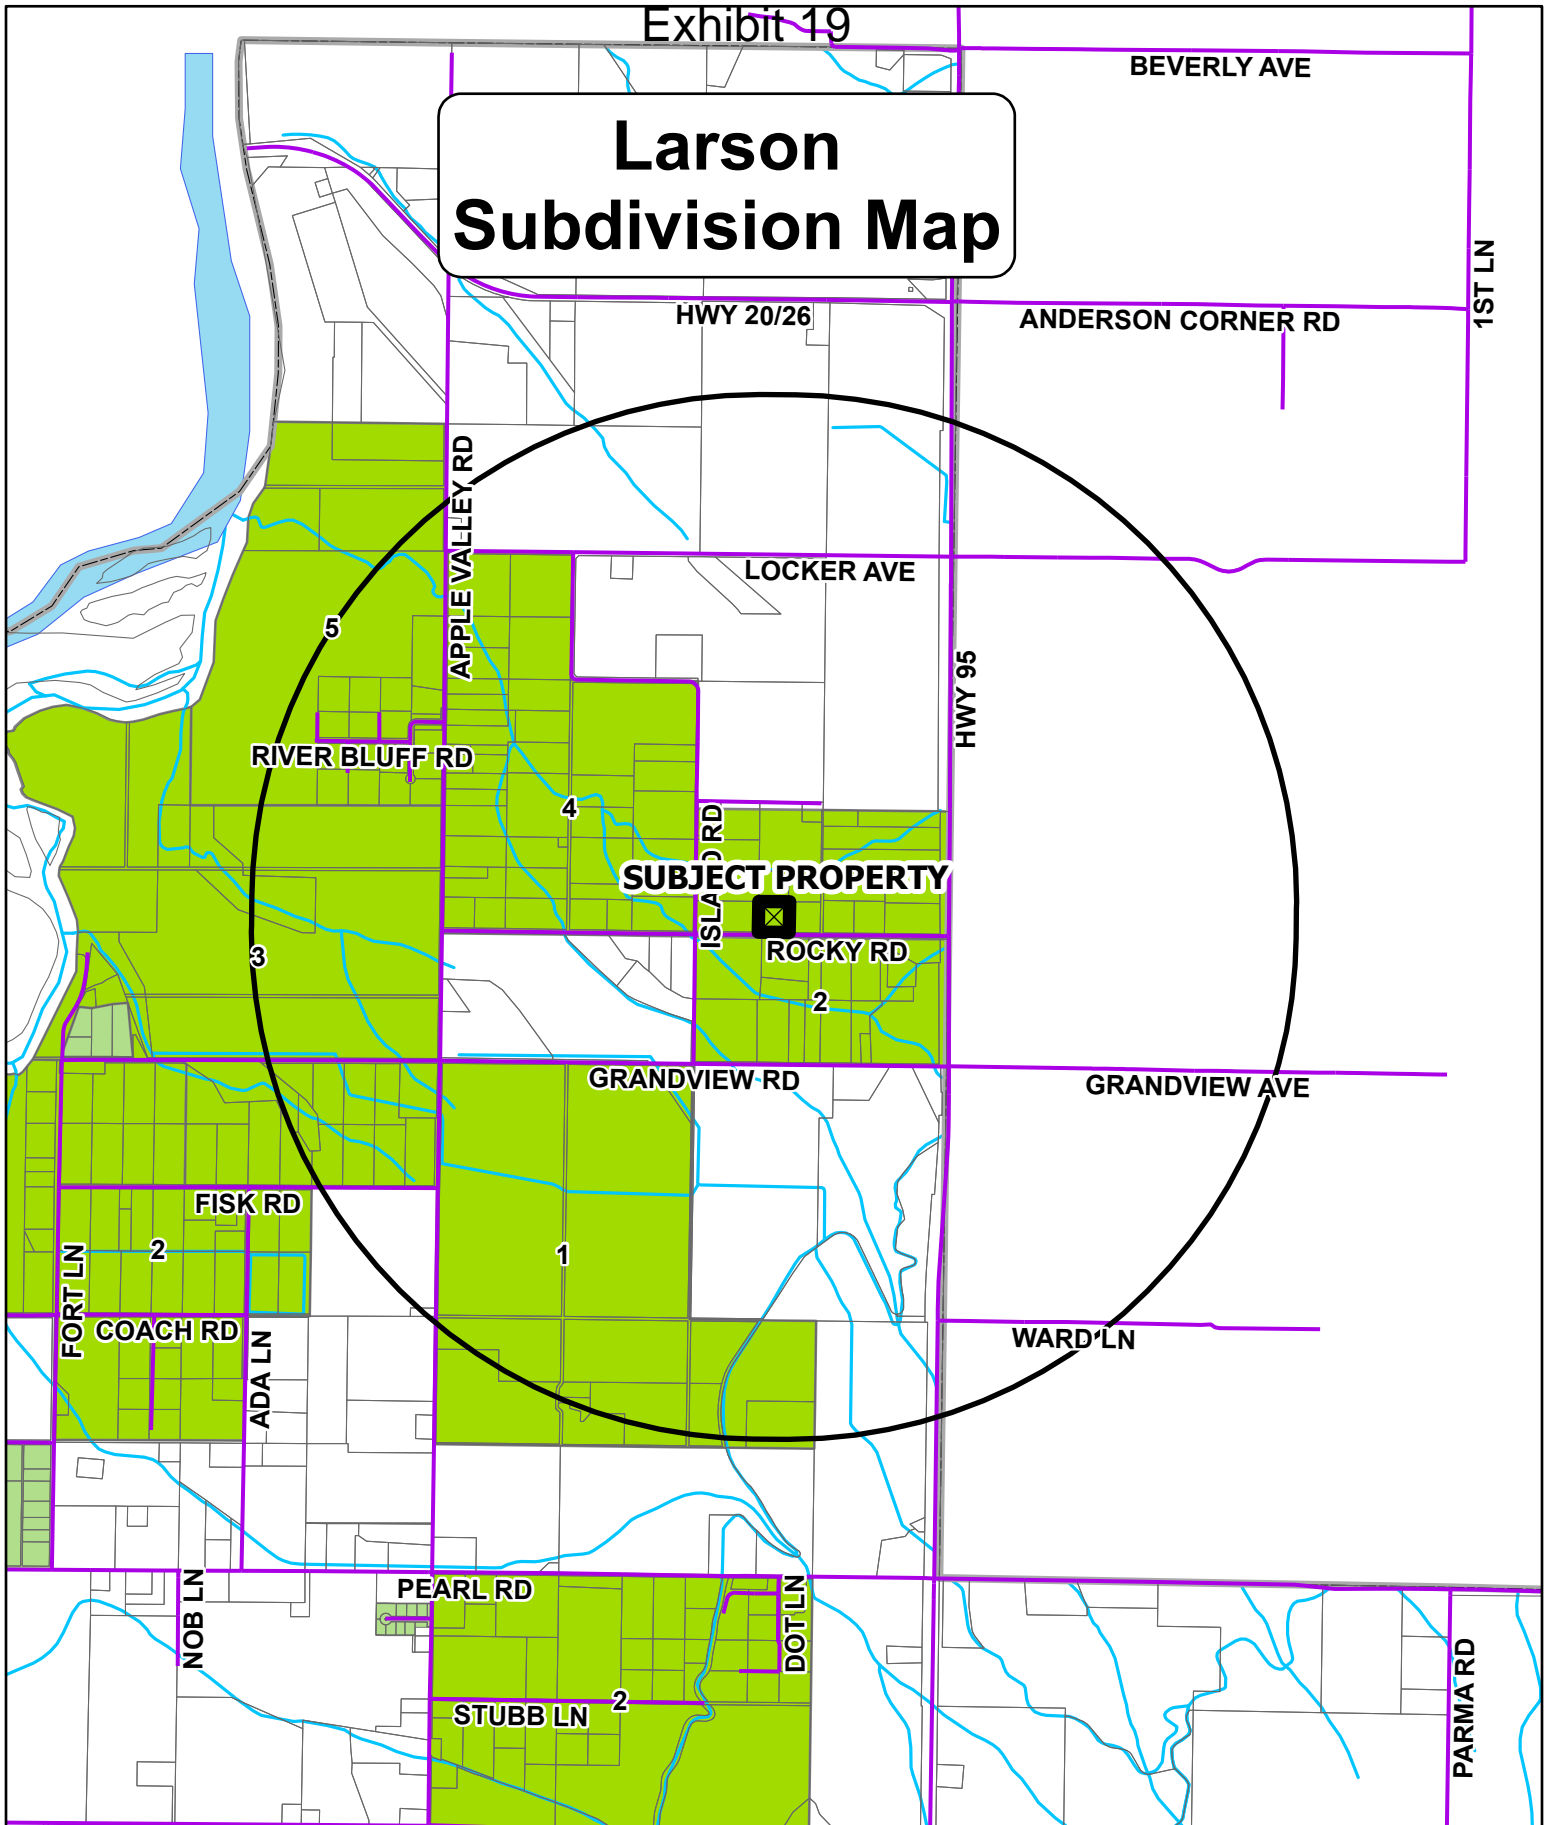 Exhibit 19
BEVERLY AVE
Larson
Subdivision Map
1ST LN
HWY 20/26
ANDERSON CORNER RD
APPLE VALLEY RD
LOCKER AVE
5
HWY 95
RIVER BLUFF RD
4
ISLAND RD
SUBJECT PROPERTY
ROCKY RD
3
2
GRANDVIEW RD
GRANDVIEW AVE
FISK RD
2
1
FORT LN
COACH RD
ADA LN
WARD LN
NOB LN
PEARL RD
DOT LN
PARMA RD
2
STUBB LN